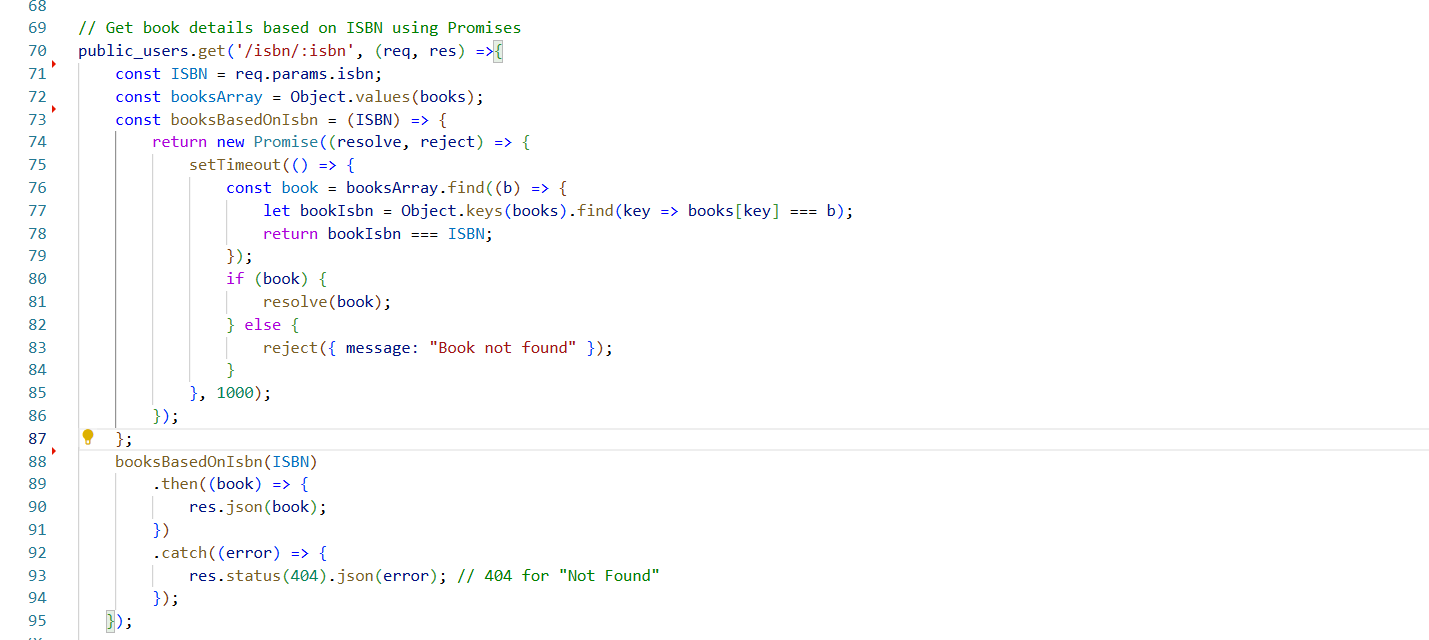 68
69 // Get book details based on ISBN using Promises
70 public_users.get('/isbn/:isbn', (req, res) =>{
71     const ISBN = req.params.isbn;
72     const booksArray = Object.values(books);
73     const booksBasedOnIsbn = (ISBN) => {
74         return new Promise((resolve, reject) => {
75             setTimeout(() => {
76                 const book = booksArray.find((b) => {
77                     let bookIsbn = Object.keys(books).find(key => books[key] === b);
78                     return bookIsbn === ISBN;
79                 });
80                 if (book) {
81                     resolve(book);
82                 } else {
83                     reject({ message: "Book not found" });
84                 }
85             }, 1000);
86         });
87     };
88     booksBasedOnIsbn(ISBN)
89         .then((book) => {
90             res.json(book);
91         })
92         .catch((error) => {
93             res.status(404).json(error); // 404 for "Not Found"
94         });
95    });